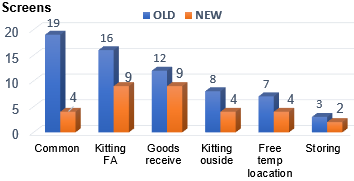 Screens
OLD NEW
20
15
10
5
0
19
4
16
9
12
9
8
4
7
4
3
2
Common
Kitting
FA
Goods
receive
Kitting
ouside
Free
temp
loacation
Storing